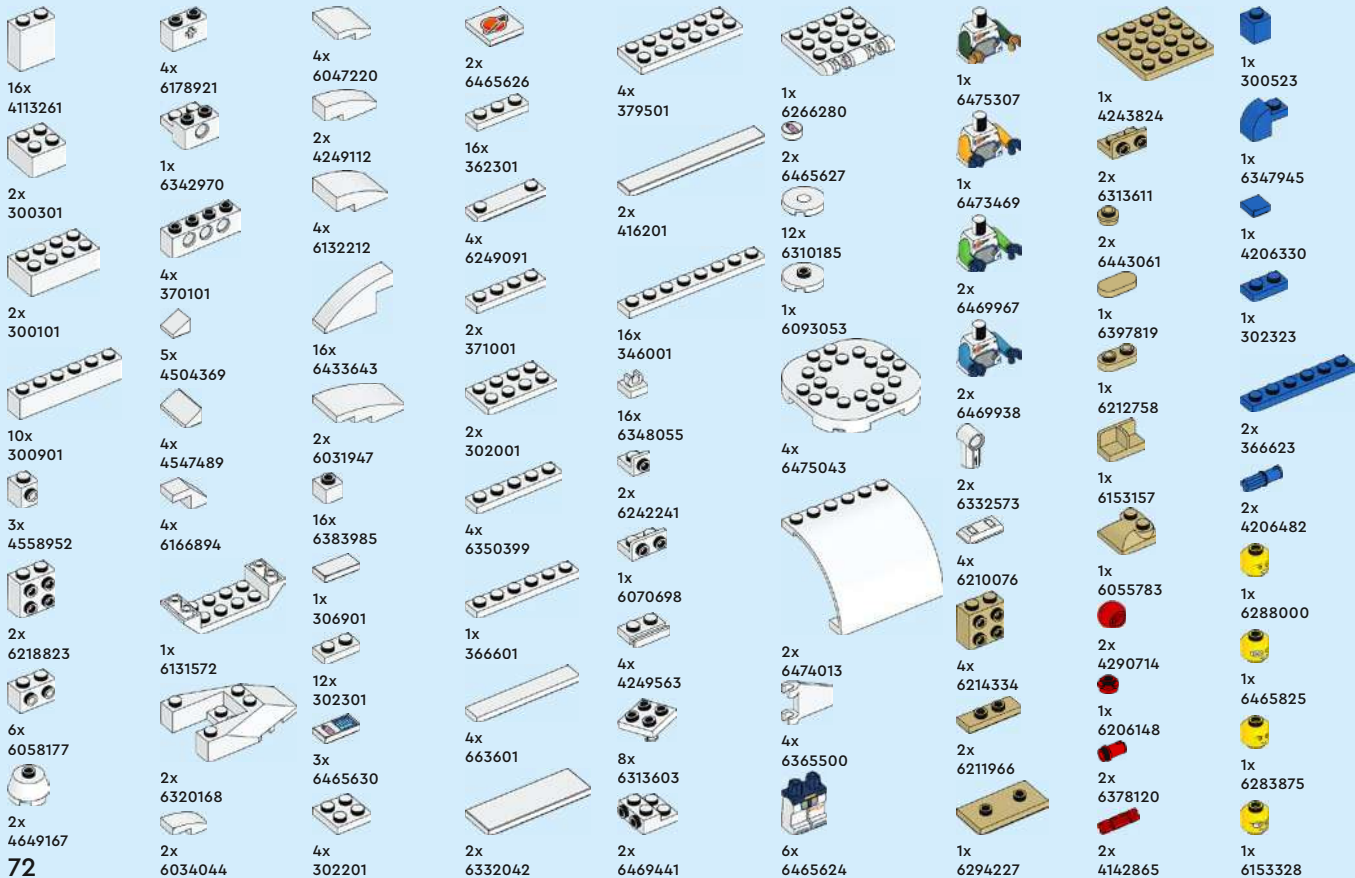 16x
4113261
2x
300301
2x
300101
10x
300901
3x
4558952
2x
6218823
6x
6058177
2x
4649167
72
4x
6178921
1x
6342970
4x
370101
5x
4504369
4x
4547489
4x
6166894
1x
6131572
2x
6320168
2x
6034044
4x
6047220
2x
4249112
4x
6132212
16x
6433643
2x
6031947
16x
6383985
1x
306901
12x
302301
3x
6465630
4x
302201
2x
6465626
16x
362301
4x
6249091
2x
371001
2x
302001
4x
6350399
1x
366601
4x
663601
2x
6332042
4x
379501
2x
416201
16x
346001
16x
6348055
2x
6242241
1x
6070698
4x
4249563
8x
6313603
2x
6469441
1x
6266280
2x
6465627
12x
6310185
1x
6093053
4x
6475043
2x
6474013
4x
6365500
6x
6465624
1x
6475307
1x
6473469
2x
6469967
2x
6469938
2x
6332573
4x
6210076
4x
6214334
2x
6211966
1x
6294227
1x
4243824
2x
6313611
2x
6443061
1x
6397819
1x
6212758
1x
6153157
1x
6055783
2x
4290714
1x
6206148
2x
6378120
2x
4142865
1x
300523
1x
6347945
1x
4206330
1x
302323
2x
366623
2x
4206482
1x
6288000
1x
6465825
1x
6283875
1x
6153328